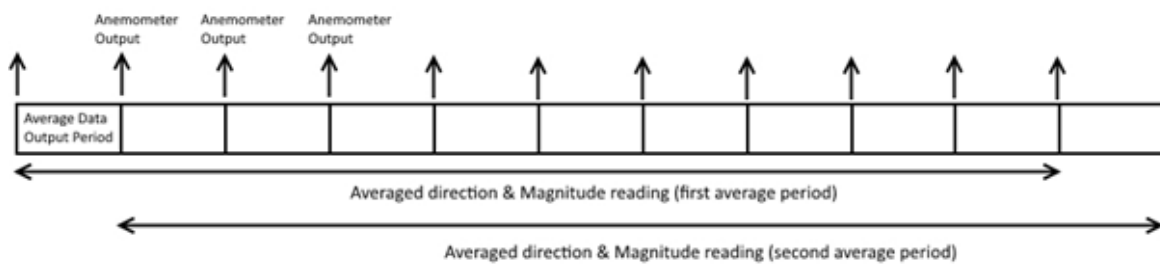 Anemometer
Output
Anemometer
Output
Anemometer
Output
Average Data
Output Period
Averaged direction & Magnitude reading (first average period)
Averaged direction & Magnitude reading (second average period)